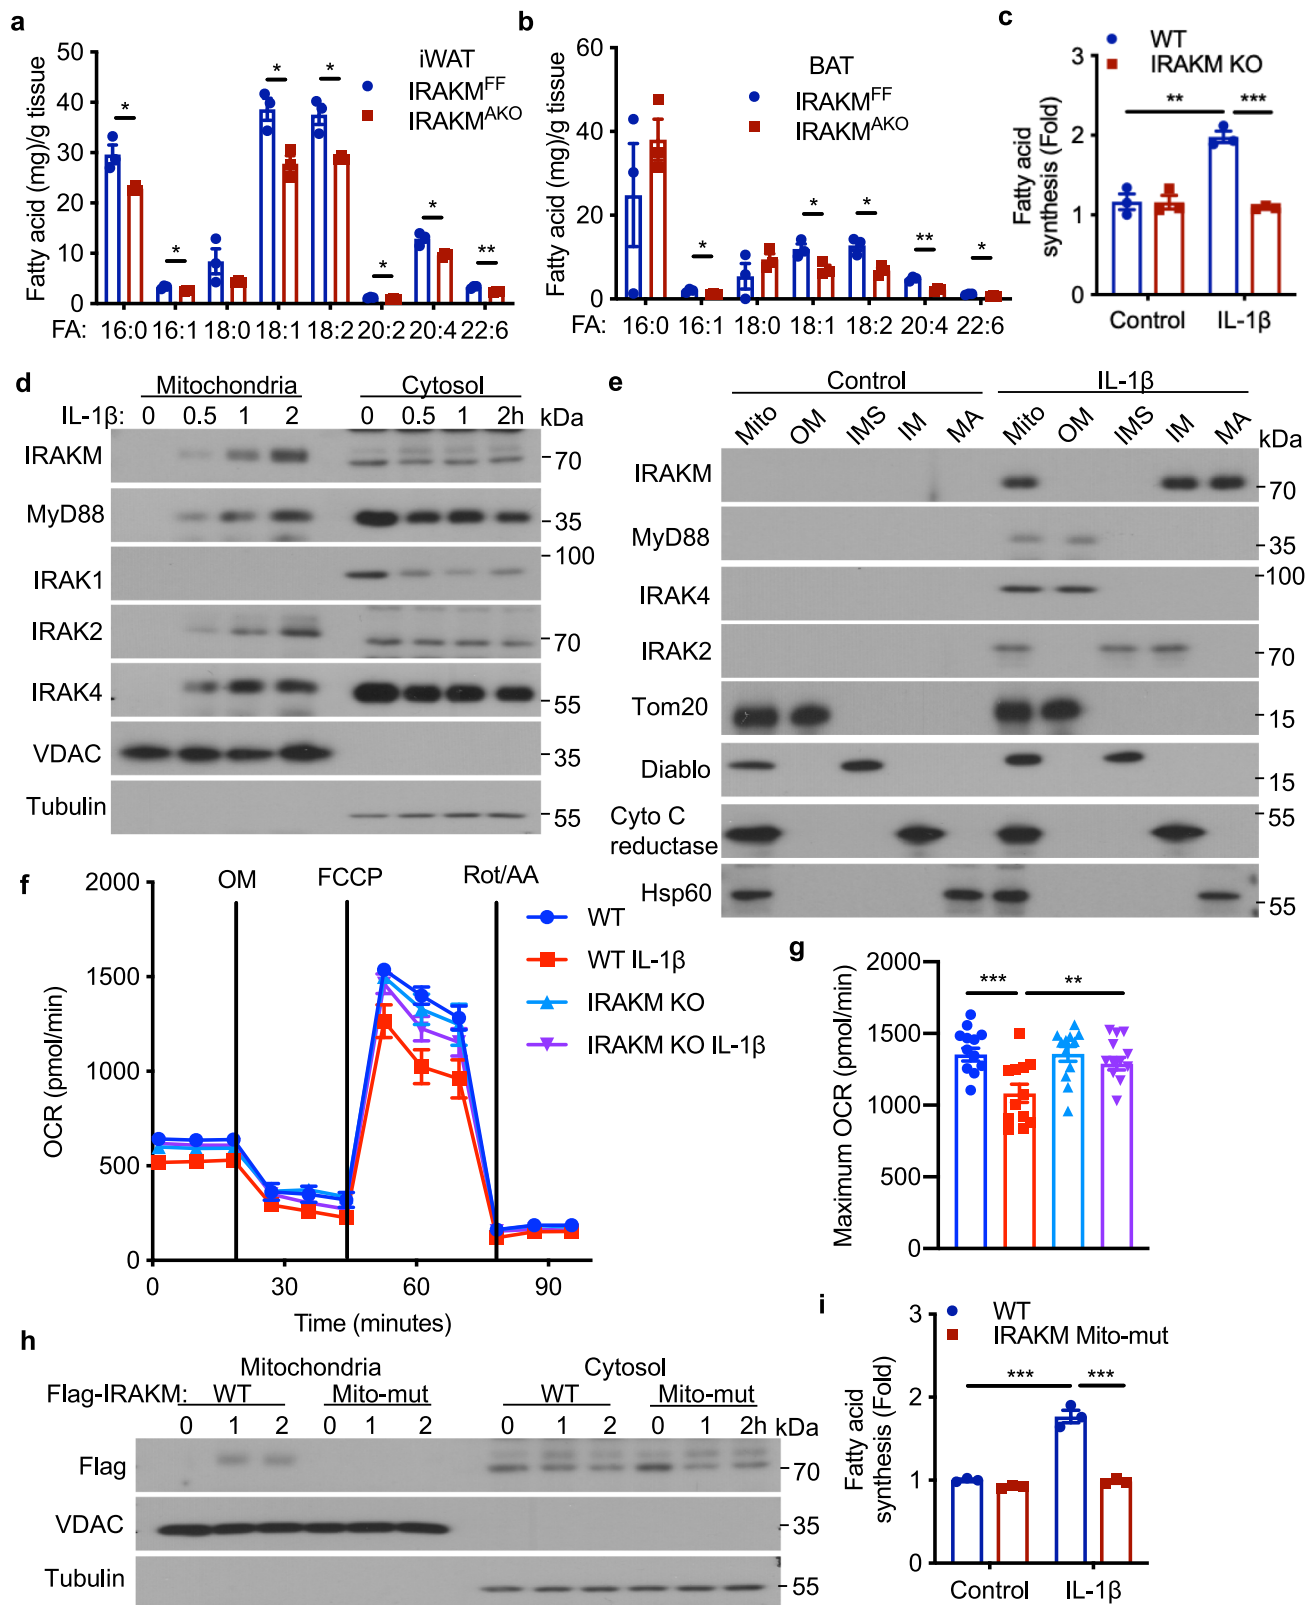 a
iWAT
IRAKM^FF
IRAKM^AKO
Fatty acid (mg)/g tissue
50
40
30
20
10
0
* * * * * * **
FA: 16:0 16:1 18:0 18:1 18:2 20:2 20:4 22:6
b
BAT
IRAKM^FF
IRAKM^AKO
Fatty acid (mg)/g tissue
60
40
20
0
* * * ** *
FA: 16:0 16:1 18:0 18:1 18:2 20:4 22:6
c
WT
IRAKM KO
Fatty acid
synthesis (Fold)
3
2
1
0
** ***
Control IL-1β
d
Mitochondria Cytosol
IL-1β: 0 0.5 1 2 0 0.5 1 2h kDa
IRAKM 70
MyD88 35
100
IRAK1
IRAK2 70
IRAK4 55
VDAC 35
Tubulin 55
e
Control IL-1β
Mito OM IMS IM MA Mito OM IMS IM MA kDa
IRAKM 70
MyD88 35
100
IRAK4
IRAK2 70
Tom20 15
Diablo 15
Cyto C
reductase 55
Hsp60 55
f
OM FCCP Rot/AA
OCR (pmol/min)
2000
1500
1000
500
0
0 30 60 90
Time (minutes)
WT
WT IL-1β
IRAKM KO
IRAKM KO IL-1β
g
Maximum OCR (pmol/min)
2000
1500
1000
500
0
*** **
h
Mitochondria Cytosol
Flag-IRAKM: WT Mito-mut WT Mito-mut
0 1 2 0 1 2 0 1 2 0 1 2h kDa
Flag 70
VDAC 35
Tubulin 55
i
WT
IRAKM Mito-mut
Fatty acid
synthesis (Fold)
3
2
1
0
*** ***
Control IL-1β